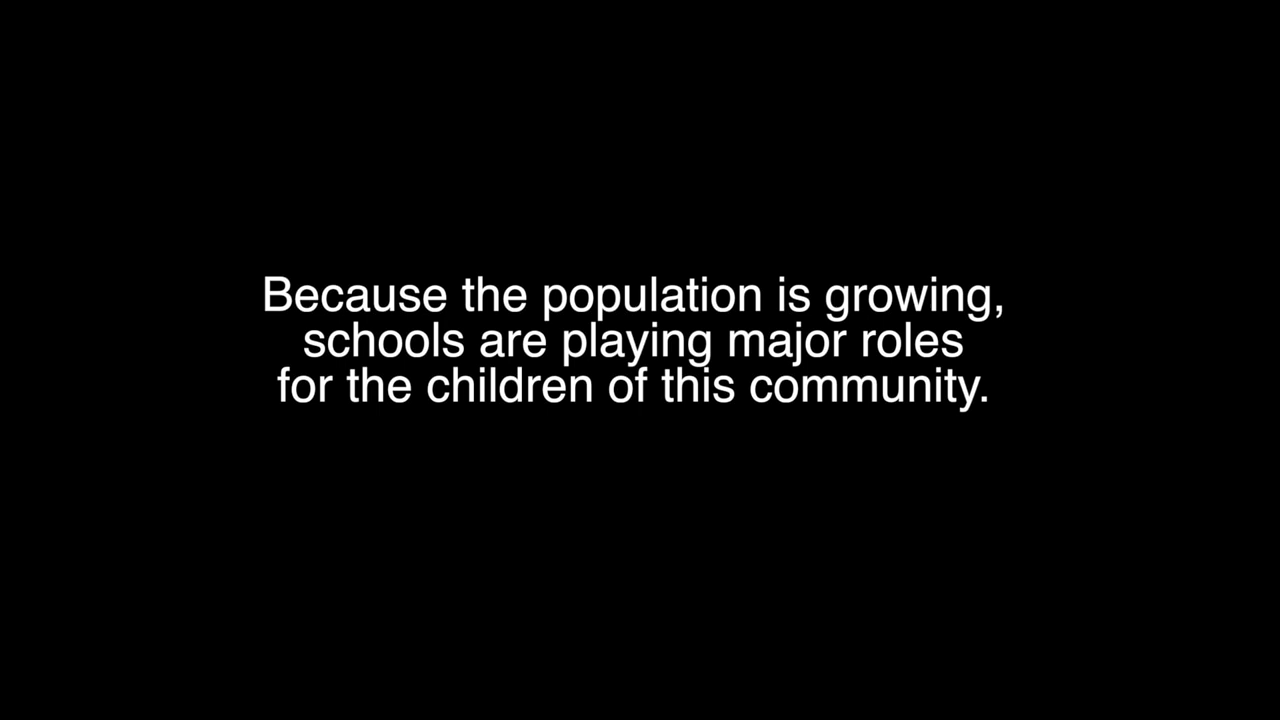 Because the population is growing,
schools are playing major roles
for the children of this community.